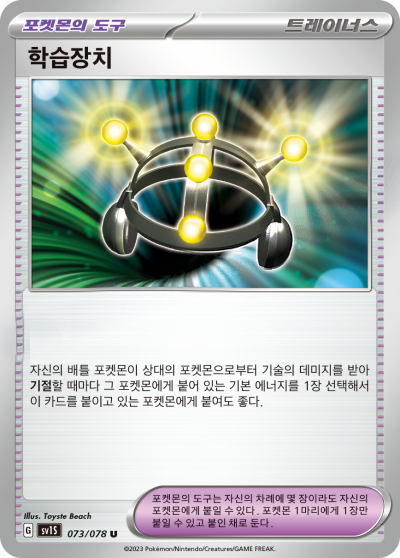 포켓몬의 도구
트레이너스
학습장치
자신의 배틀 포켓몬이 상대의 포켓몬으로부터 기술의 데미지를 받아
기절할 때마다 그 포켓몬에게 붙어 있는 기본 에너지를 1장 선택해서
이 카드를 붙이고 있는 포켓몬에게 붙여도 좋다.
Illus. Toyste Beach
G sv1S 073/078 U
포켓몬의 도구는 자신의 차례에 몇 장이라도 자신의
포켓몬에게 붙일 수 있다. 포켓몬 1마리에게 1장만
붙일 수 있고 붙인 채로 둔다.
©2023 Pokémon/Nintendo/Creatures/GAME FREAK.